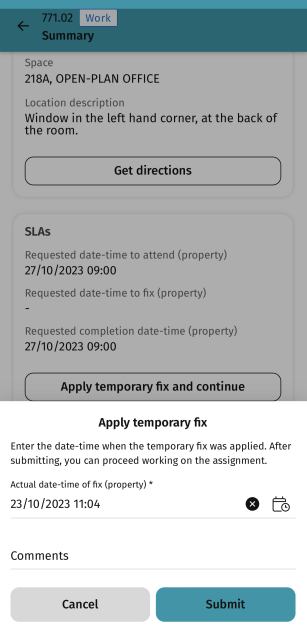 771.02 Work
Summary
Space
218A, OPEN-PLAN OFFICE
Location description
Window in the left hand corner, at the back of
the room.
Get directions
SLAs
Requested date-time to attend (property)
27/10/2023 09:00
Requested date-time to fix (property)
-
Requested completion date-time (property)
27/10/2023 09:00
Apply temporary fix and continue
Apply temporary fix
Enter the date-time when the temporary fix was applied. After
submitting, you can proceed working on the assignment.
Actual date-time of fix (property) *
23/10/2023 11:04
Comments
Cancel Submit